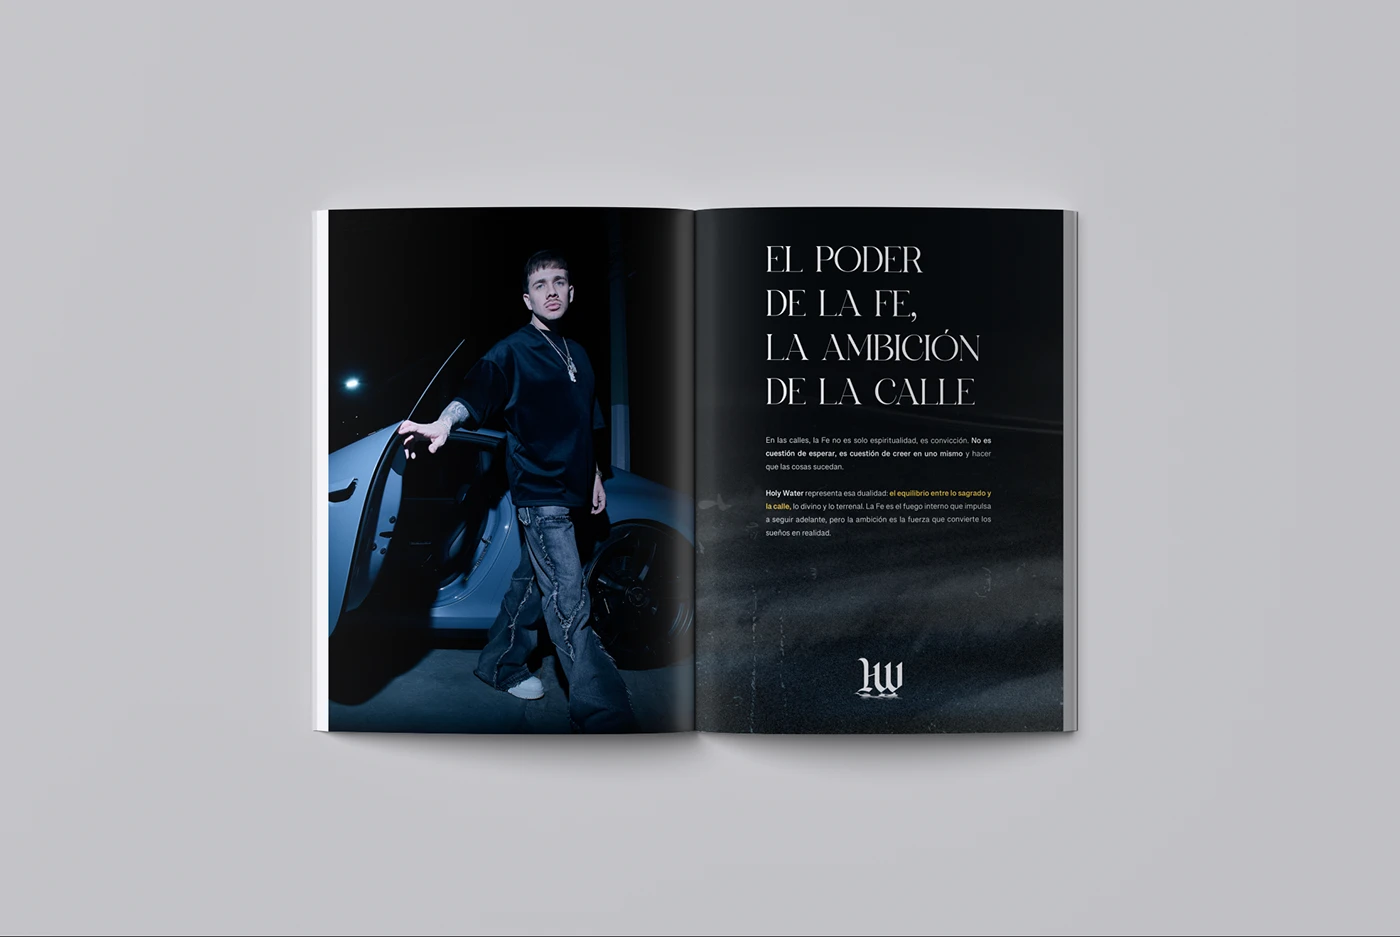 EL PODER
DE LA FE,
LA AMBICIÓN
DE LA CALLE
En las calles, la Fe no es solo espiritualidad, es convicción. No es
cuestión de esperar, es cuestión de creer en uno mismo y hacer
que las cosas sucedan.
Holy Water representa esa dualidad: el equilibrio entre lo sagrado y
la calle, lo divino y lo terrenal. La Fe es el fuego interno que impulsa
a seguir adelante, pero la ambición es la fuerza que convierte los
sueños en realidad.
HW